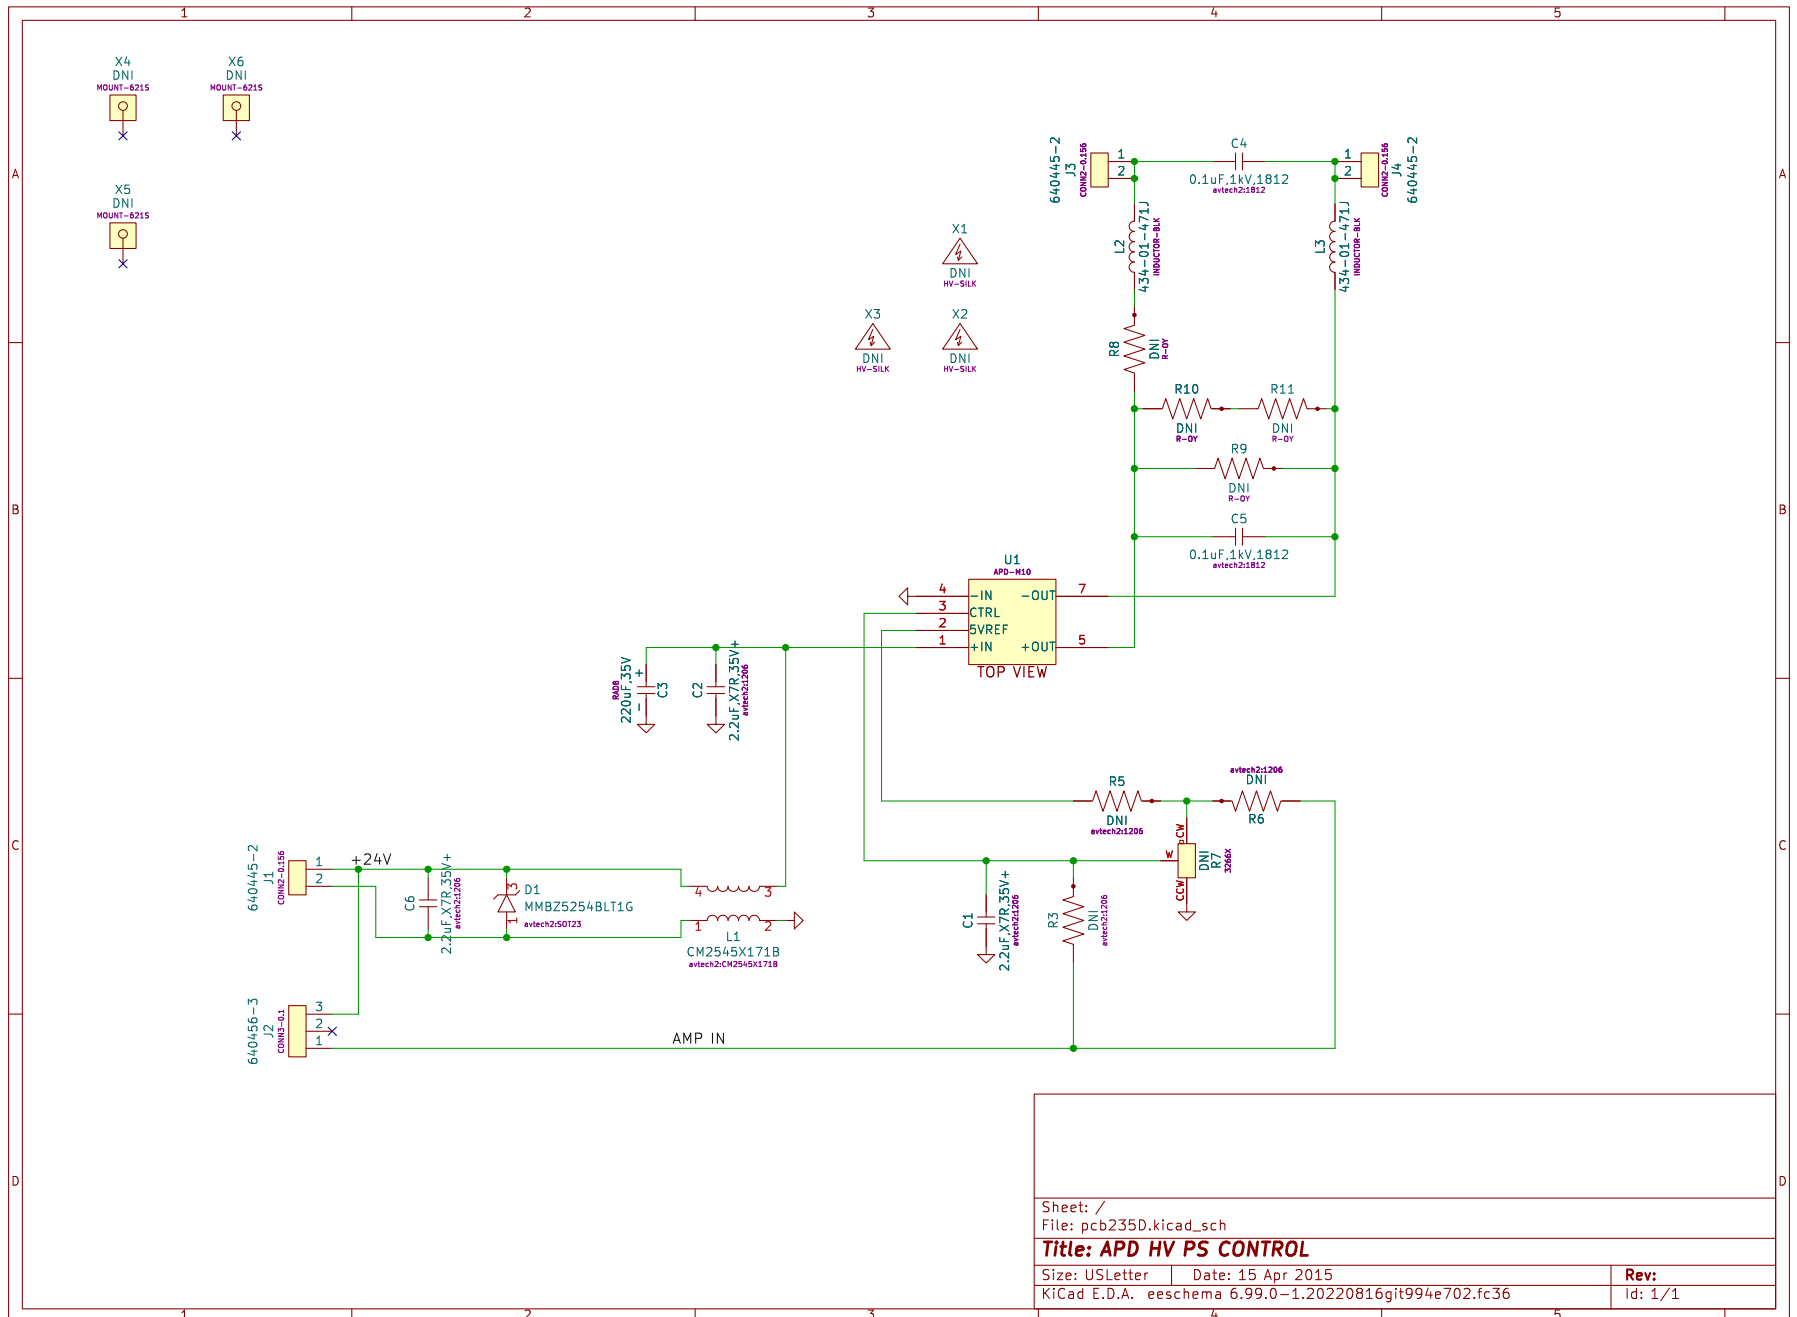 1 2 3 4 5
A
A
B
B
C
C
D
D
X4
DNI
MOUNT-621S
X6
DNI
MOUNT-621S
X5
DNI
MOUNT-621S
X1
DNI
HV-SILK
X3
DNI
HV-SILK
X2
DNI
HV-SILK
640445-2
J3
CONN2-0.156
1
2
C4
0.1uF,1kV,1812
avtech2:1812
1
2
CONN2-0.156
J4
640445-2
L2
434-01-471J
INDUCTOR-BLK
L3
434-01-471J
INDUCTOR-BLK
R8
DNI
R-OY
R10
DNI
R-OY
R11
DNI
R-OY
R9
DNI
R-OY
C5
0.1uF,1kV,1812
avtech2:1812
U1
APD-M10
4 -IN
3 CTRL
2 5VREF
1 +IN
-OUT 7
+OUT 5
TOP VIEW
RAD8
220uF,35V
+
-
C3
C2
2.2uF,X7R,35V+
avtech2:1206
R5
DNI
avtech2:1206
avtech2:1206
DNI
R6
CW
W
CCW
DNI
R7
3266X
C1
2.2uF,X7R,35V+
avtech2:1206
R3
DNI
avtech2:1206
640445-2
J1
CONN2-0.156
1
2
+24V
C6
2.2uF,X7R,35V+
avtech2:1206
3
1
D1
MMBZ5254BLT1G
avtech2:SOT23
4 3
1 2
L1
CM2545X171B
avtech2:CM2545X171B
640456-3
J2
CONN3-0.1
3
2
1
AMP IN
Sheet: /
File: pcb235D.kicad_sch
Title: APD HV PS CONTROL
Size: USLetter Date: 15 Apr 2015 Rev:
KiCad E.D.A. eeschema 6.99.0-1.20220816git994e702.fc36 Id: 1/1
1 2 3 4 5